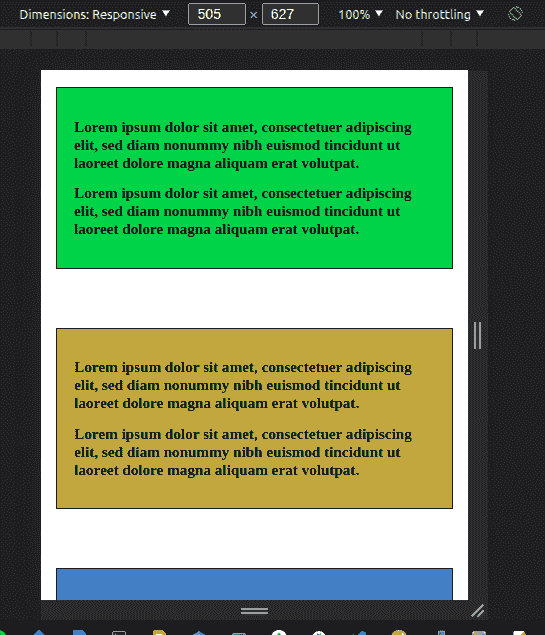 Dimensions: Responsive ▼ 505 × 627 100% ▼ No throttling ▼
Lorem ipsum dolor sit amet, consectetuer adipiscing
elit, sed diam nonummy nibh euismod tincidunt ut
laoreet dolore magna aliquam erat volutpat.
Lorem ipsum dolor sit amet, consectetuer adipiscing
elit, sed diam nonummy nibh euismod tincidunt ut
laoreet dolore magna aliquam erat volutpat.
Lorem ipsum dolor sit amet, consectetuer adipiscing
elit, sed diam nonummy nibh euismod tincidunt ut
laoreet dolore magna aliquam erat volutpat.
Lorem ipsum dolor sit amet, consectetuer adipiscing
elit, sed diam nonummy nibh euismod tincidunt ut
laoreet dolore magna aliquam erat volutpat.